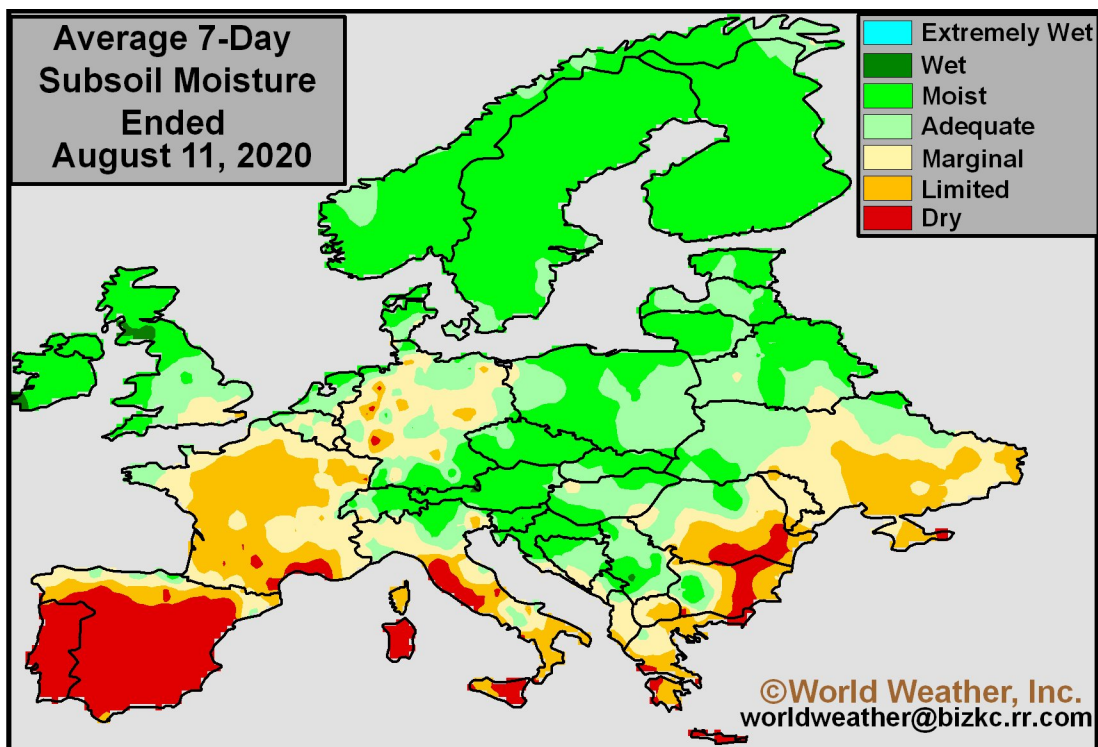 Average 7-Day
Subsoil Moisture
Ended
August 11, 2020
Extremely Wet
Wet
Moist
Adequate
Marginal
Limited
Dry
©World Weather, Inc.
worldweather@bizkc.rr.com